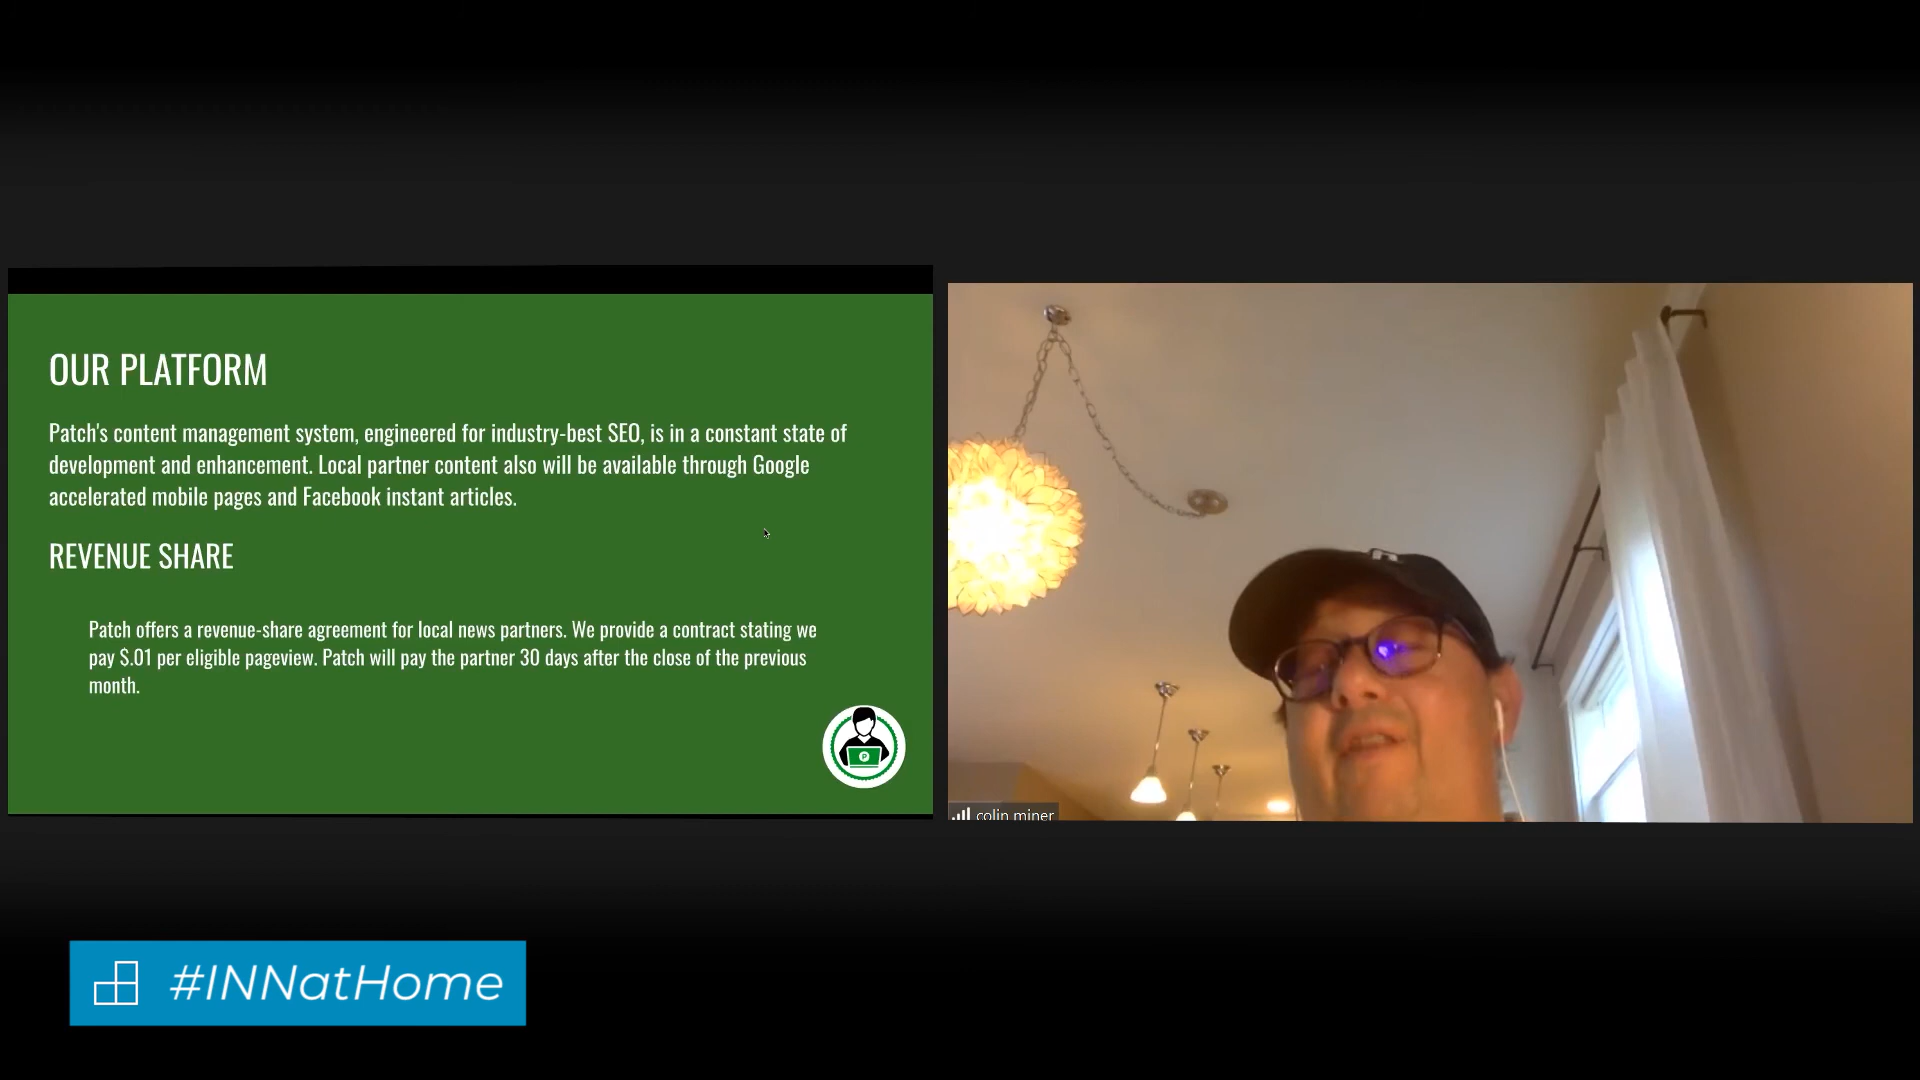 OUR PLATFORM
Patch's content management system, engineered for industry-best SEO, is in a constant state of
development and enhancement. Local partner content also will be available through Google
accelerated mobile pages and Facebook instant articles.
REVENUE SHARE
Patch offers a revenue-share agreement for local news partners. We provide a contract stating we
pay $.01 per eligible pageview. Patch will pay the partner 30 days after the close of the previous
month.
P
colin miner
#INNatHome